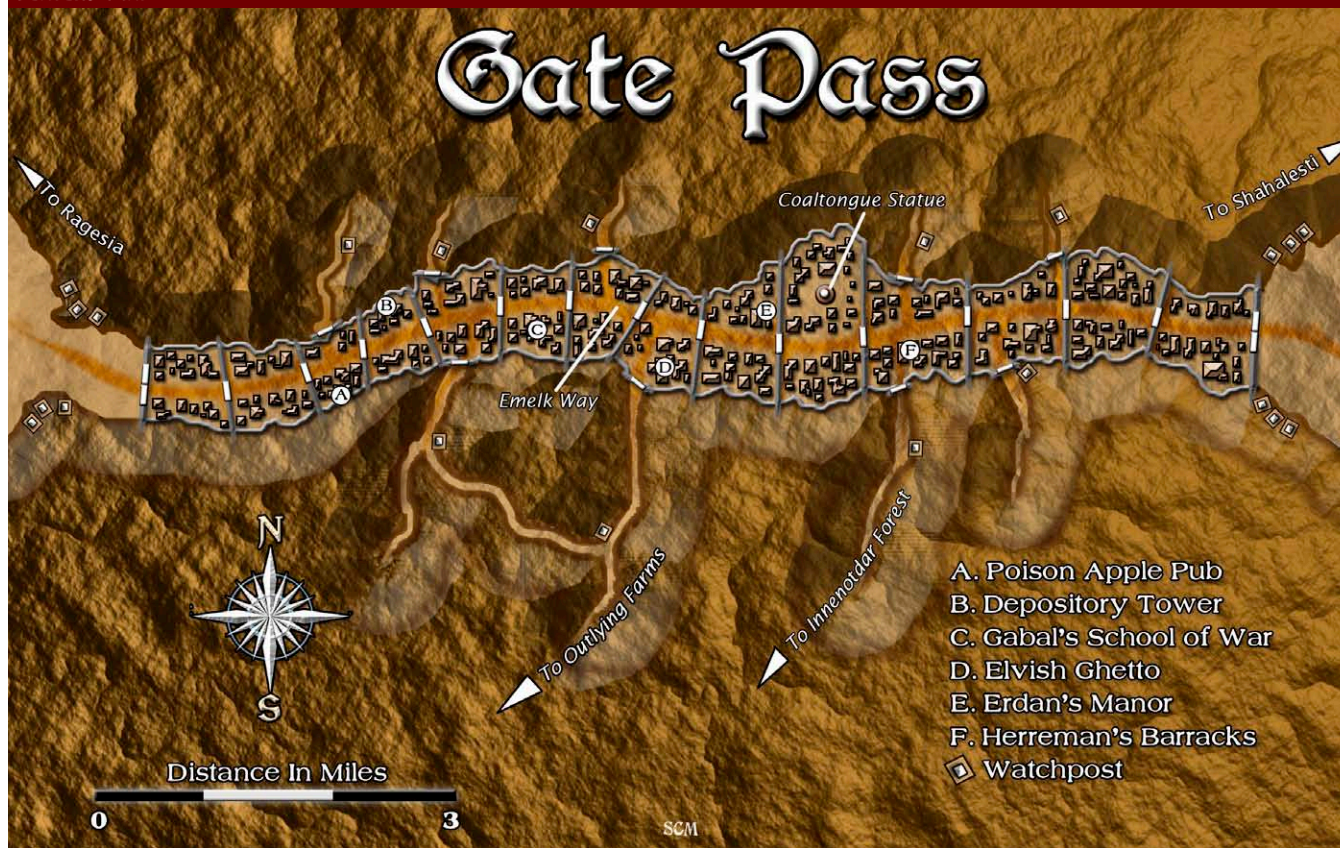 Gate Pass
To Ragesia
Coaltongue Statue
To Shahalesti
B
E
C
F
D
A
Emelk Way
N
S
To Outlying Farms
To Innenotdar Forest
A. Poison Apple Pub
B. Depository Tower
C. Gabal's School of War
D. Elvish Ghetto
E. Erdan's Manor
F. Herreman's Barracks
Watchpost
Distance In Miles
0 3
SCM